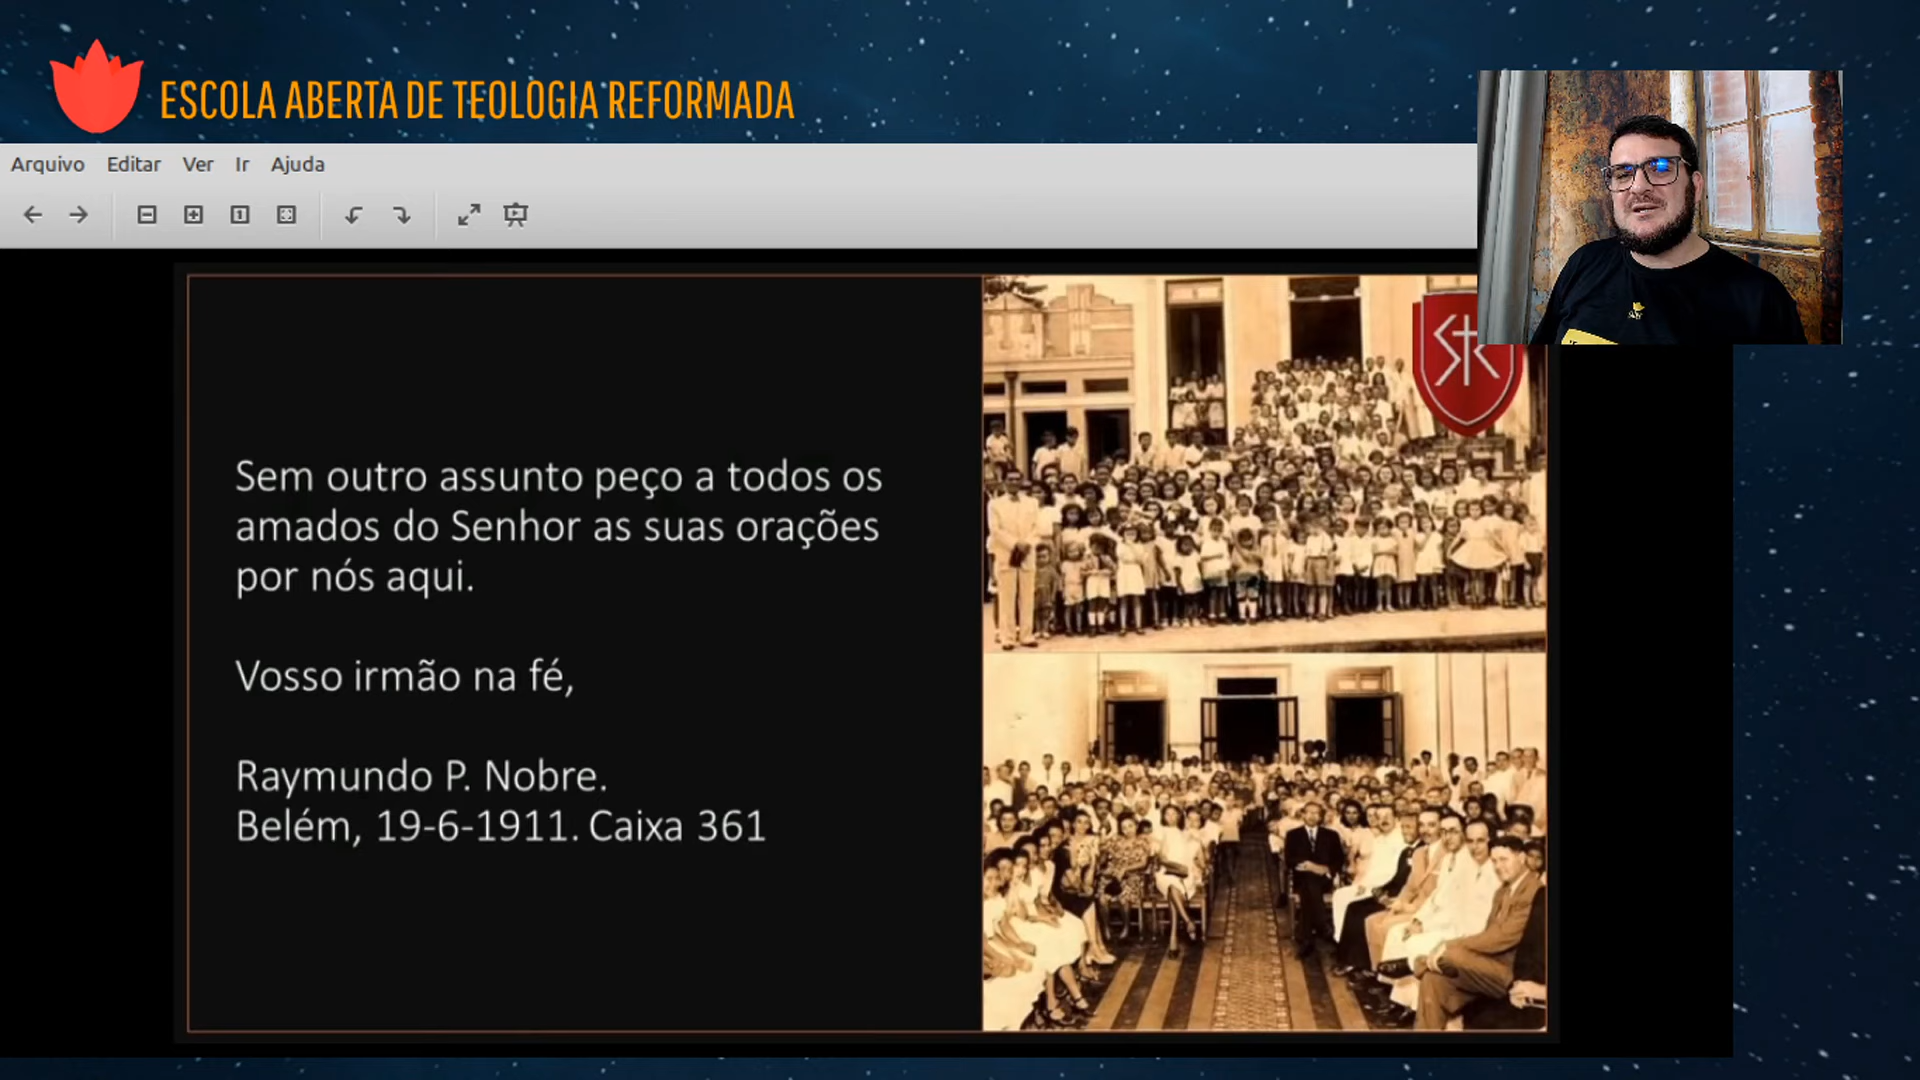 ESCOLA ABERTA DE TEOLOGIA REFORMADA
Arquivo Editar Ver Ir Ajuda
Sem outro assunto peço a todos os
amados do Senhor as suas orações
por nós aqui.
Vosso irmão na fé,
Raymundo P. Nobre.
Belém, 19-6-1911. Caixa 361